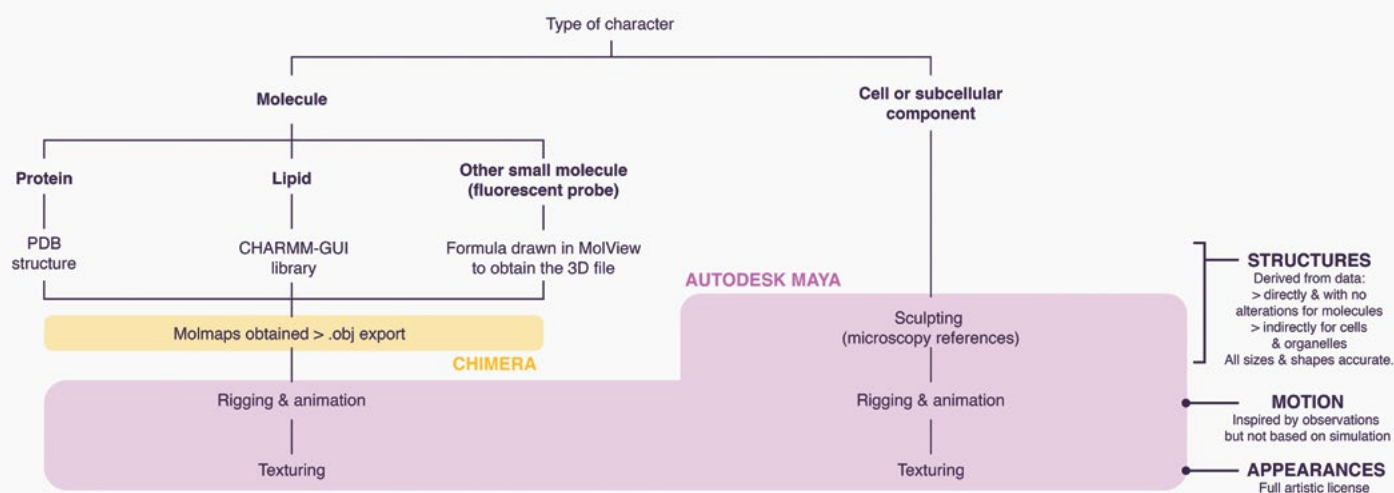 Type of character
Molecule
Cell or subcellular
component
Protein
Lipid
Other small molecule
(fluorescent probe)
PDB
structure
CHARMM-GUI
library
Formula drawn in MolView
to obtain the 3D file
AUTODESK MAYA
STRUCTURES
Derived from data:
> directly & with no
alterations for molecules
> indirectly for cells
& organelles
All sizes & shapes accurate.
Molmaps obtained > .obj export
Sculpting
(microscopy references)
CHIMERA
Rigging & animation
Rigging & animation
MOTION
Inspired by observations
but not based on simulation
Texturing
Texturing
APPEARANCES
Full artistic license